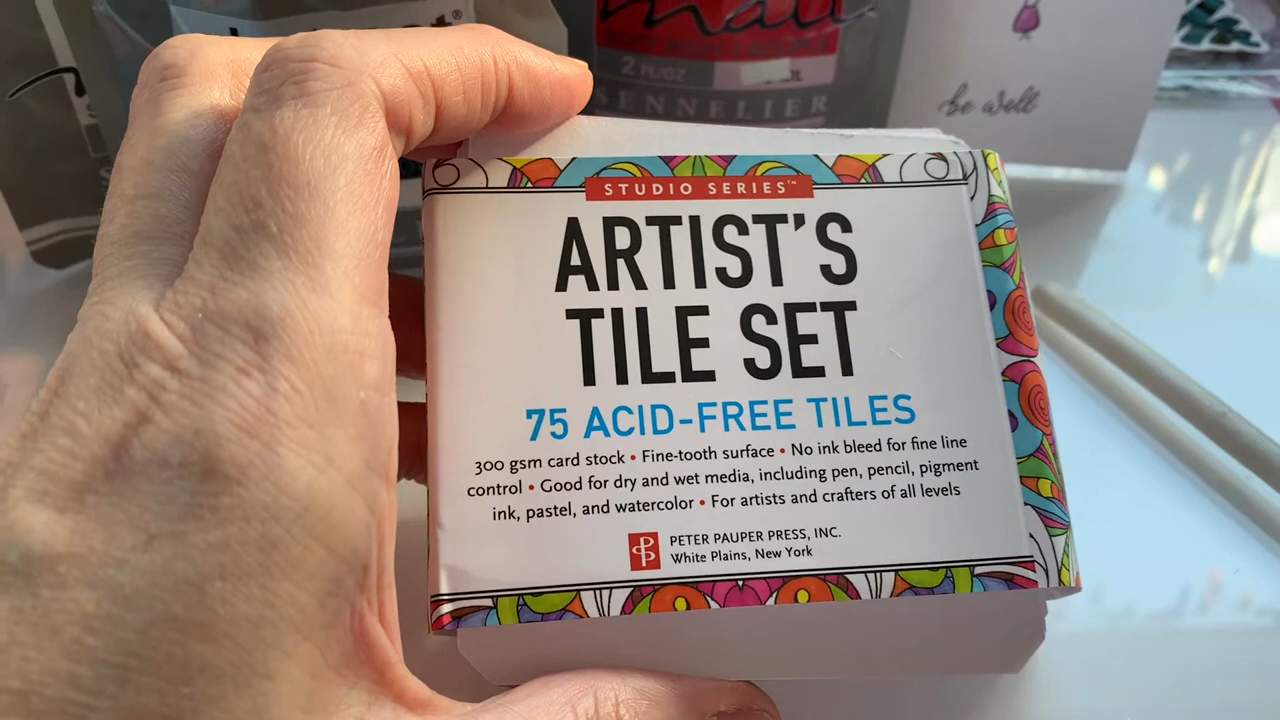 2 FL/OZ
SENNELIER
be well
STUDIO SERIES™
ARTIST'S
TILE SET
75 ACID-FREE TILES
300 gsm card stock • Fine-tooth surface • No ink bleed for fine line
control • Good for dry and wet media, including pen, pencil, pigment
ink, pastel, and watercolor • For artists and crafters of all levels
PETER PAUPER PRESS, INC.
White Plains, New York